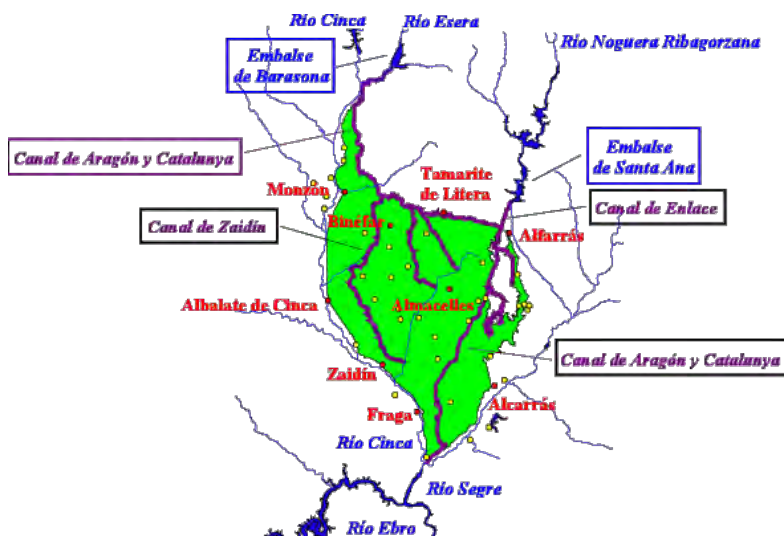 Río Cinca
Río Esera
Río Noguera Ribagorzana
Embalse
de Barasona
Canal de Aragón y Catalunya
Embalse
de Santa Ana
Tamarite
de Litera
Monzón
Canal de Enlace
Canal de Zaidín
Binéfar
Alfarrás
Albalate de Cinca
Almacelles
Canal de Aragón y Catalunya
Zaidín
Fraga
Alcarrás
Río Cinca
Río Segre
Río Ebro